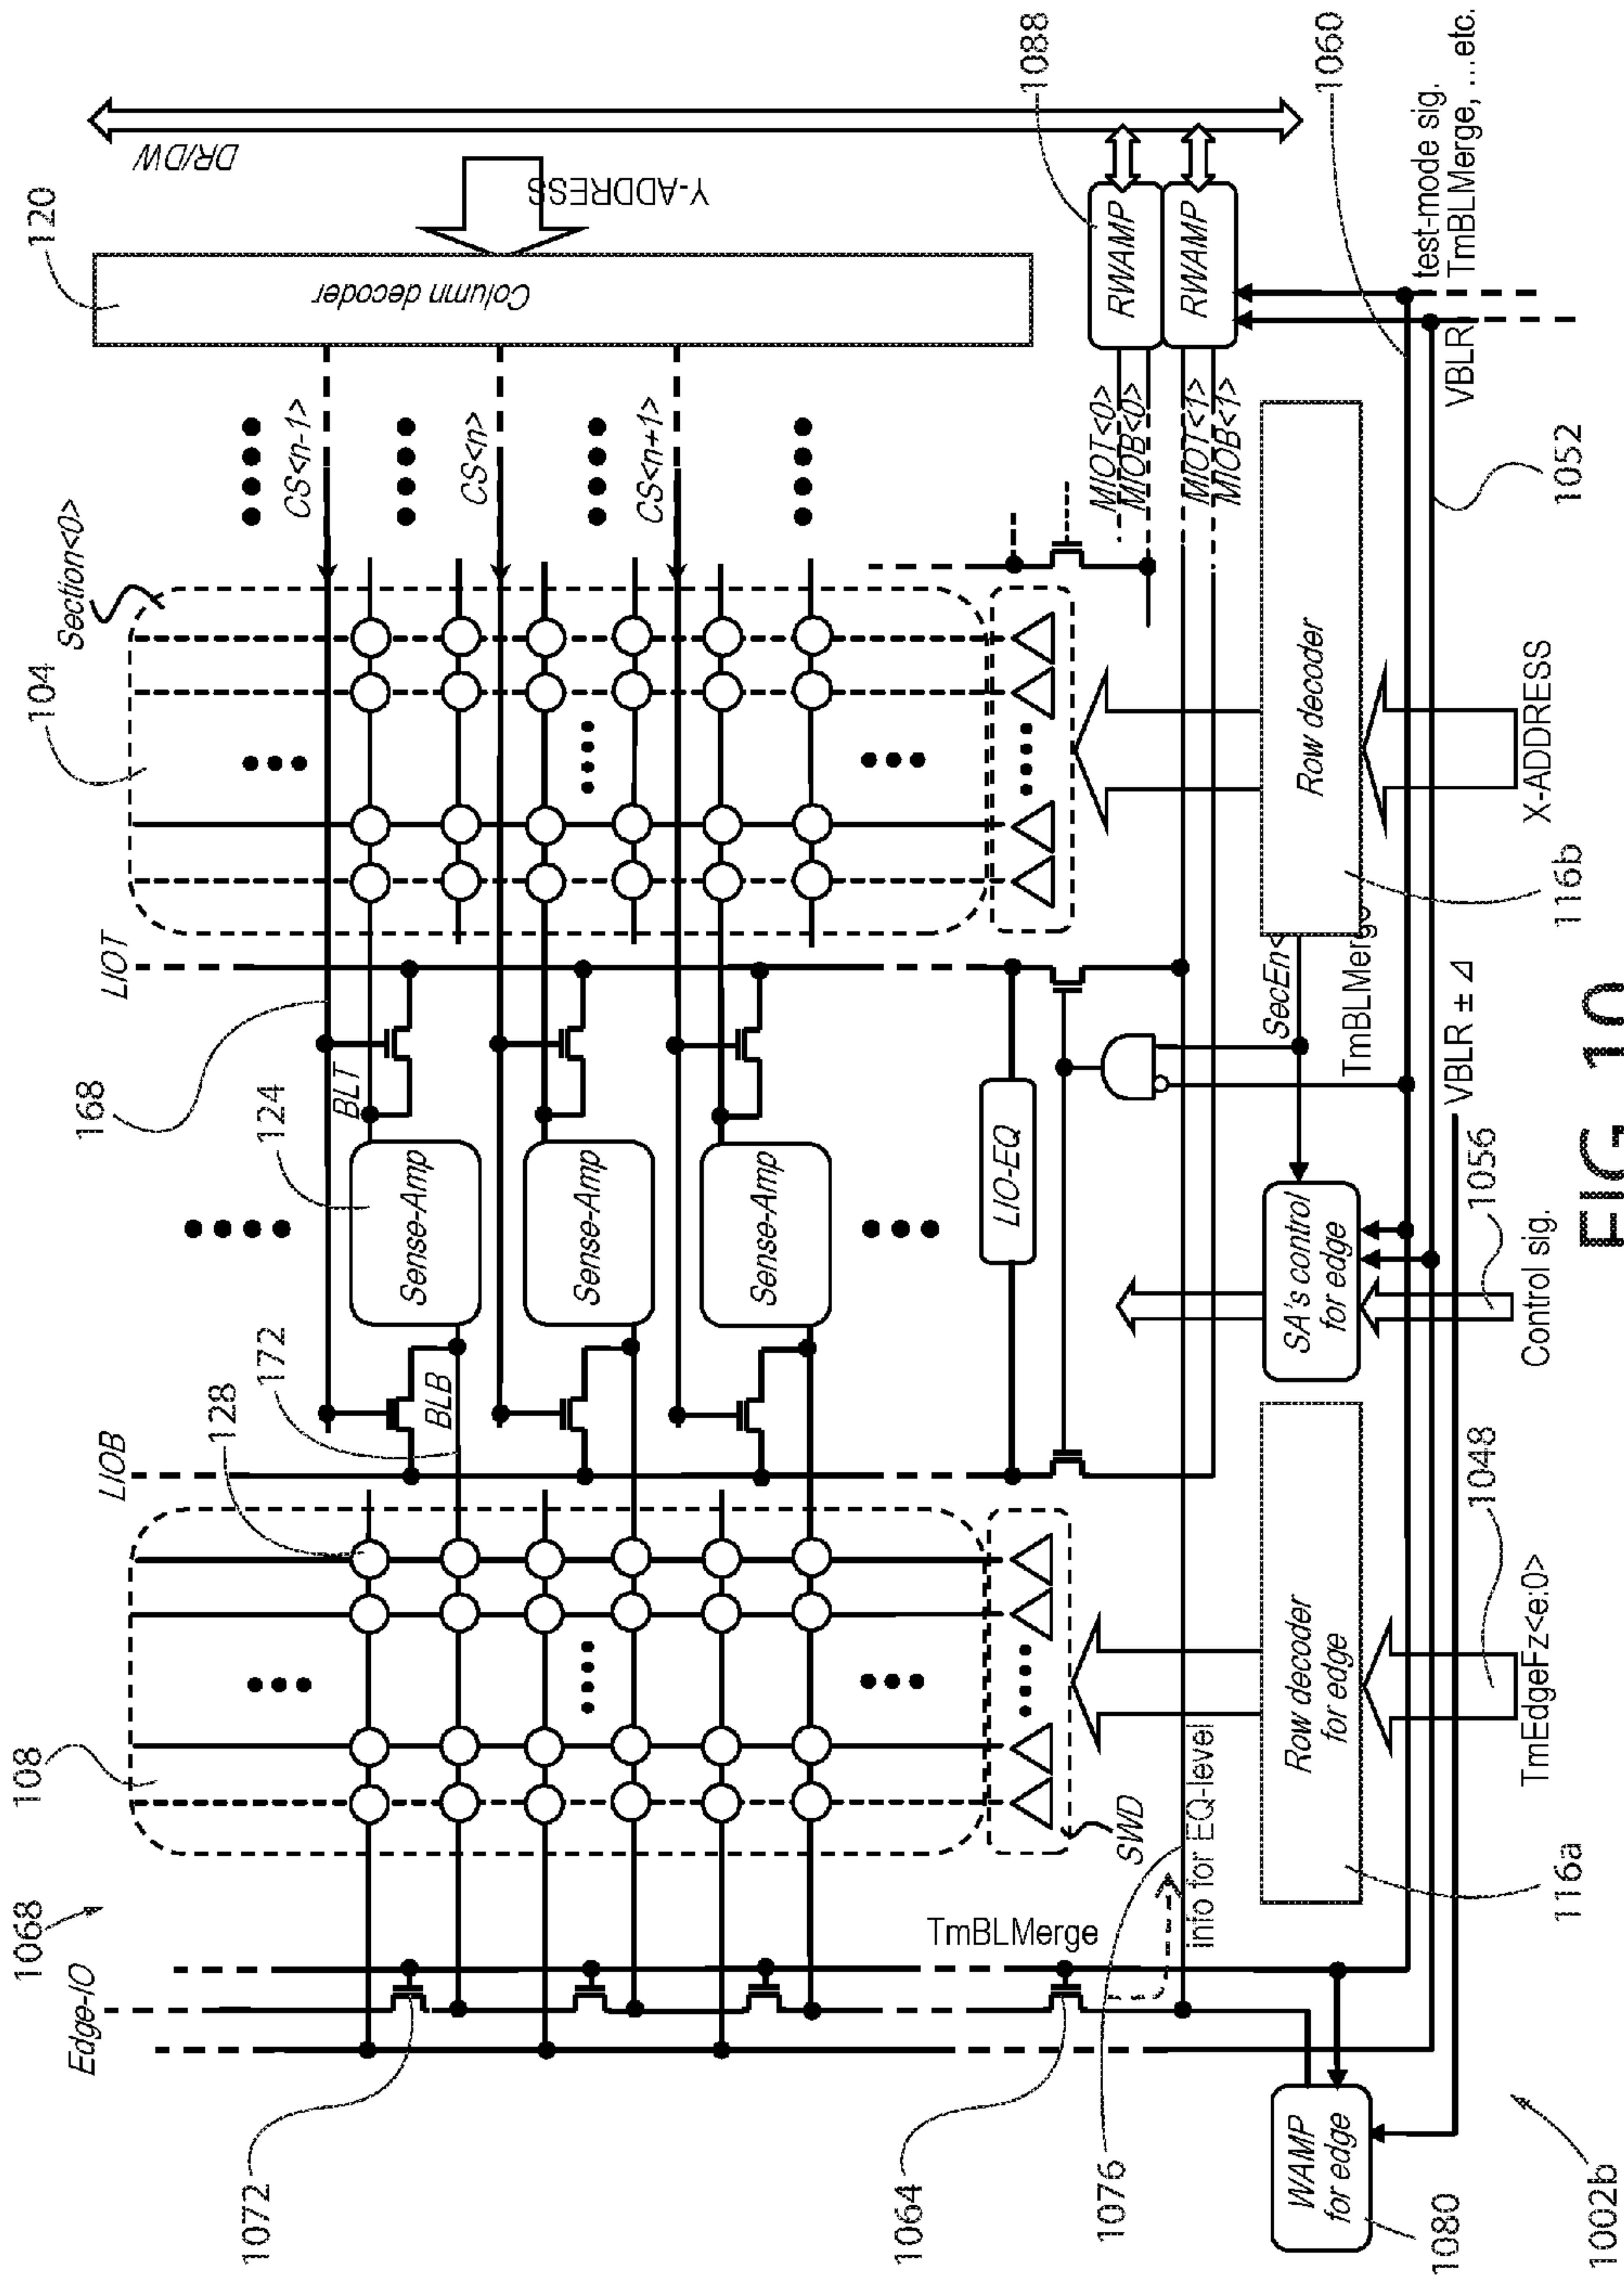 1068
108
Edge-IO
LIOB
128
172
BLB
168
124
BLT
LIOT
104
Section<0>
120
DR/DW
Y-ADDRESS
Column decoder
CS<n-1>
CS<n>
CS<n+1>
Sense-Amp
Sense-Amp
Sense-Amp
1072
1064
1076
TmBLMerge
SWD
info for EQ-level
LIO-EQ
MIOT<0>
MIOB<0>
MIOT<1>
MIOB<1>
RWAMP
RWAMP
1088
WAMP
for edge
1080
Row decoder
for edge
116a
TmEdgeFz<e:0>
1048
SA's control
for edge
Control sig.
1056
SecEn<
TmBLMerge
VBLR ± Δ
Row decoder
116b
X-ADDRESS
1052
VBLR
1060
test-mode sig.
TmBLMerge, ...etc.
1002b
FIG. 10